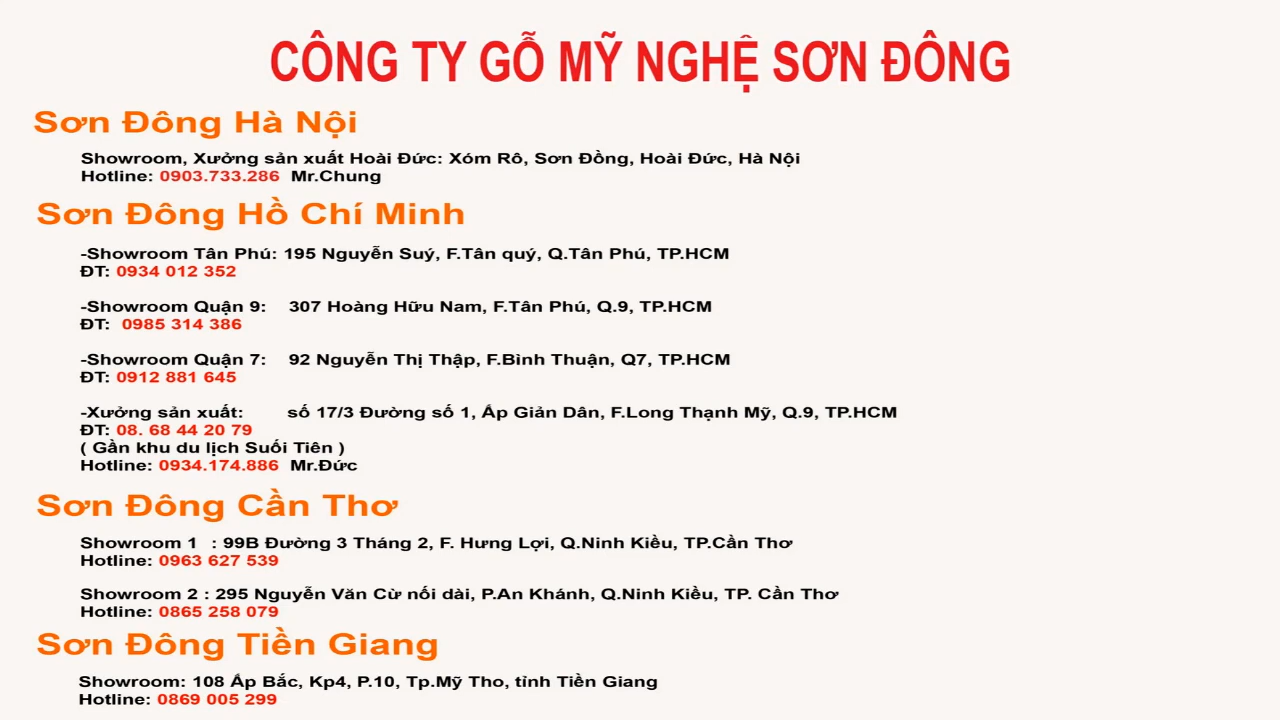 CÔNG TY GỖ MỸ NGHỆ SƠN ĐÔNG
Sơn Đông Hà Nội
Showroom, Xưởng sản xuất Hoài Đức: Xóm Rô, Sơn Đồng, Hoài Đức, Hà Nội
Hotline: 0903.733.286 Mr.Chung
Sơn Đông Hồ Chí Minh
-Showroom Tân Phú: 195 Nguyễn Suý, F.Tân quý, Q.Tân Phú, TP.HCM
ĐT: 0934 012 352
-Showroom Quận 9: 307 Hoàng Hữu Nam, F.Tân Phú, Q.9, TP.HCM
ĐT: 0985 314 386
-Showroom Quận 7: 92 Nguyễn Thị Thập, F.Bình Thuận, Q7, TP.HCM
ĐT: 0912 881 645
-Xưởng sản xuất: số 17/3 Đường số 1, Ấp Giản Dân, F.Long Thạnh Mỹ, Q.9, TP.HCM
ĐT: 08. 68 44 20 79
( Gần khu du lịch Suối Tiên )
Hotline: 0934.174.886 Mr.Đức
Sơn Đông Cần Thơ
Showroom 1 : 99B Đường 3 Tháng 2, F. Hưng Lợi, Q.Ninh Kiều, TP.Cần Thơ
Hotline: 0963 627 539
Showroom 2 : 295 Nguyễn Văn Cừ nối dài, P.An Khánh, Q.Ninh Kiều, TP. Cần Thơ
Hotline: 0865 258 079
Sơn Đông Tiền Giang
Showroom: 108 Ấp Bắc, Kp4, P.10, Tp.Mỹ Tho, tỉnh Tiền Giang
Hotline: 0869 005 299